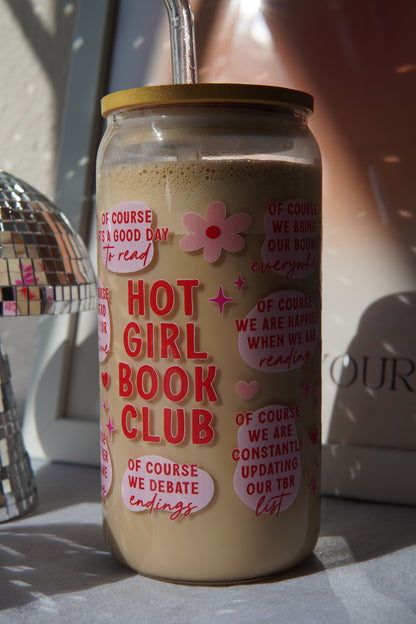 OF COURSE
IT'S A GOOD DAY
to read
HOT
GIRL
BOOK
CLUB
OF COURSE
WE DEBATE
endings
OF COURSE
WE BRING
OUR BOOKS
everywhere
OF COURSE
WE ARE HAPPIEST
WHEN WE ARE
reading
OF COURSE
WE ARE
CONSTANTLY
UPDATING
OUR TBR
list
YOUR